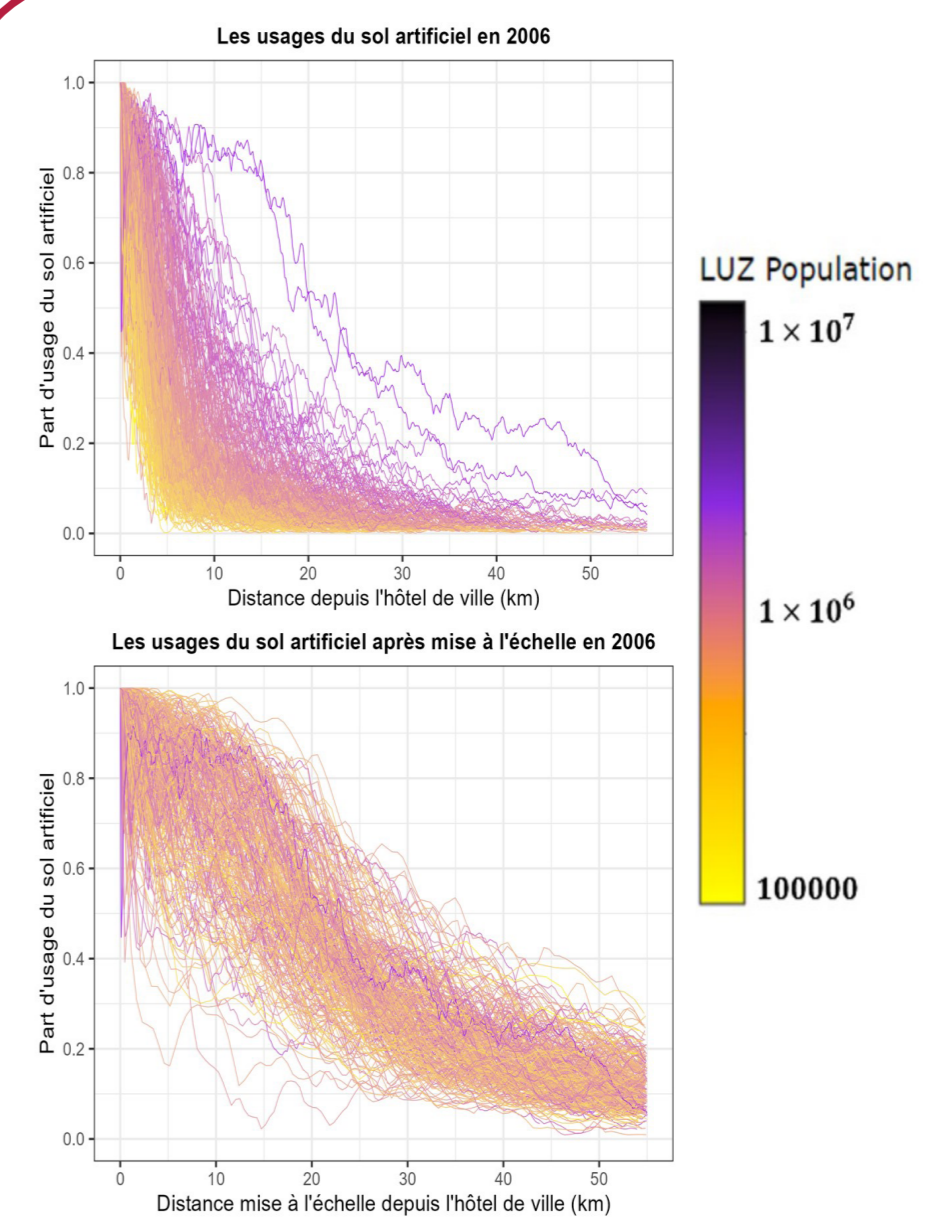 Les usages du sol artificiel en 2006
1.0
0.8
0.6
0.4
0.2
0.0
Part d'usage du sol artificiel
0 10 20 30 40 50
Distance depuis l'hôtel de ville (km)
LUZ Population
1 × 10⁷
1 × 10⁶
100000
Les usages du sol artificiel après mise à l'échelle en 2006
1.0
0.8
0.6
0.4
0.2
0.0
Part d'usage du sol artificiel
0 10 20 30 40 50
Distance mise à l'échelle depuis l'hôtel de ville (km)